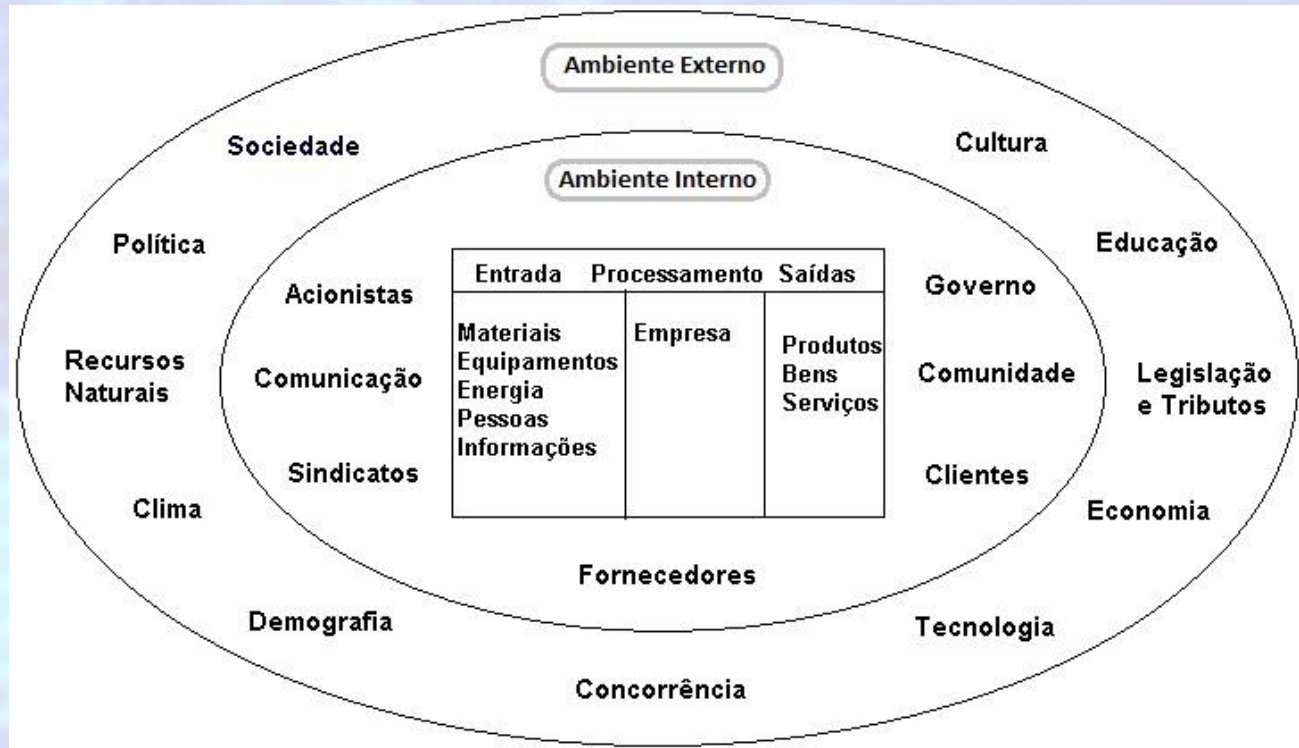 Ambiente Externo
Sociedade
Cultura
Ambiente Interno
Política
Educação
Acionistas
Entrada Processamento Saídas
Governo
Recursos
Naturais
Comunicação
Materiais
Equipamentos
Energia
Pessoas
Informações
Empresa
Produtos
Bens
Serviços
Comunidade
Legislação
e Tributos
Sindicatos
Clientes
Clima
Economia
Fornecedores
Demografia
Tecnologia
Concorrência